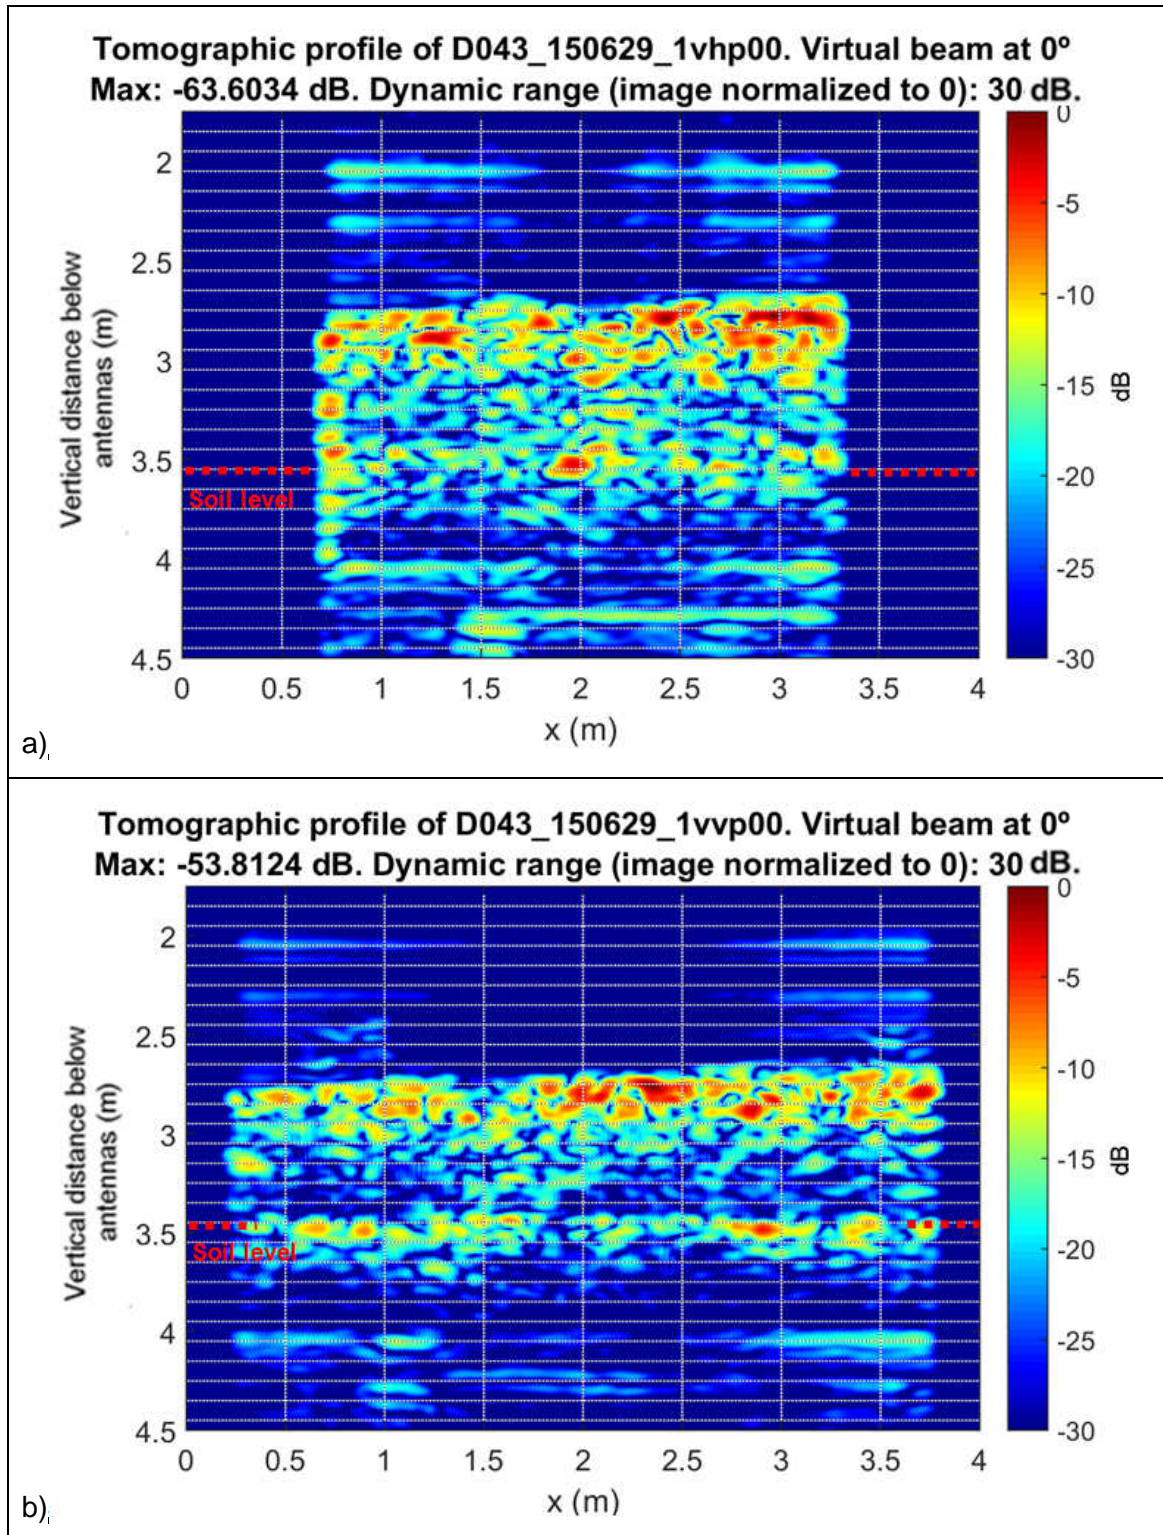 Tomographic profile of D043_150629_1vhp00. Virtual beam at 0º
Max: -63.6034 dB. Dynamic range (image normalized to 0): 30 dB.
Vertical distance below
antennas (m)
2
2.5
3
3.5
4
4.5
Soil level
0
0.5
1
1.5
2
2.5
3
3.5
4
x (m)
0
-5
-10
-15
-20
-25
-30
dB
a)
Tomographic profile of D043_150629_1vvp00. Virtual beam at 0º
Max: -53.8124 dB. Dynamic range (image normalized to 0): 30 dB.
Vertical distance below
antennas (m)
2
2.5
3
3.5
4
4.5
Soil level
0
0.5
1
1.5
2
2.5
3
3.5
4
x (m)
0
-5
-10
-15
-20
-25
-30
dB
b)